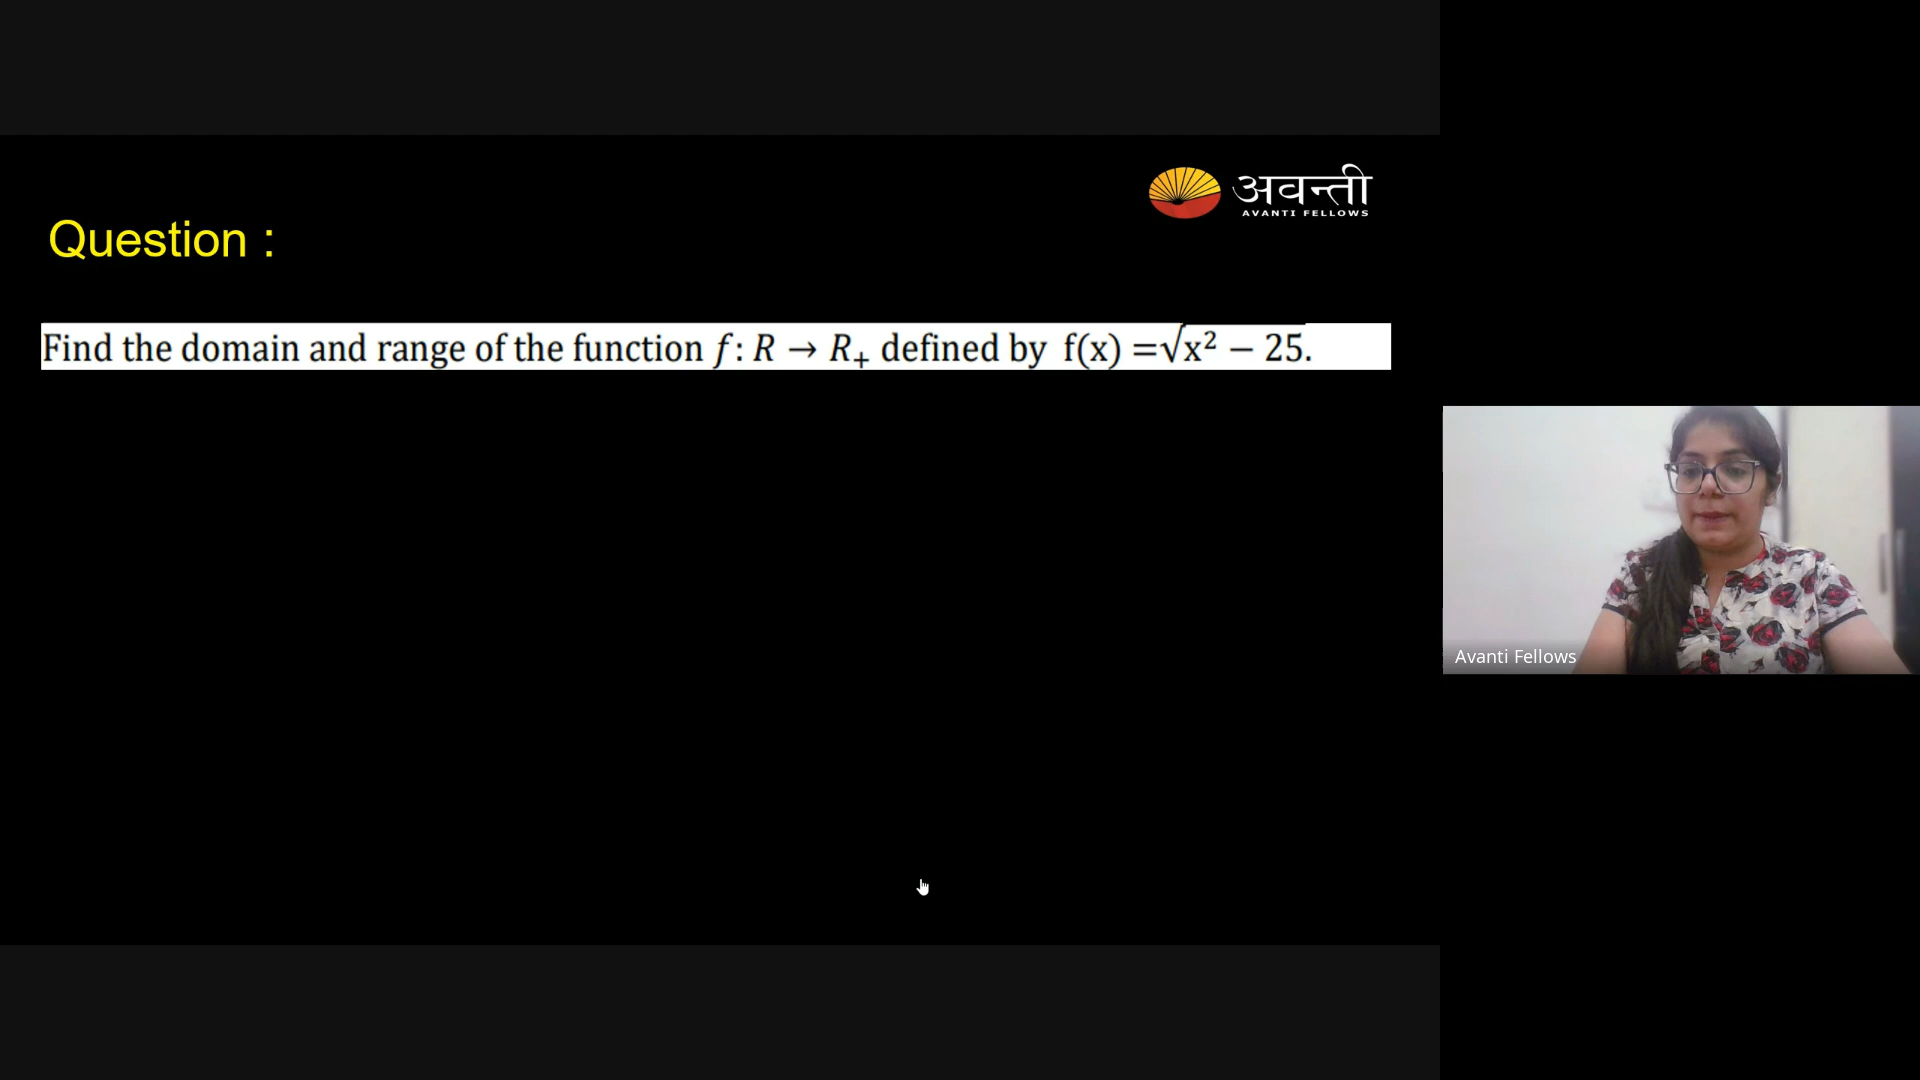 अवन्ती
AVANTI FELLOWS
Question :
Find the domain and range of the function f: R → R₊ defined by f(x) =√x² − 25.
Avanti Fellows